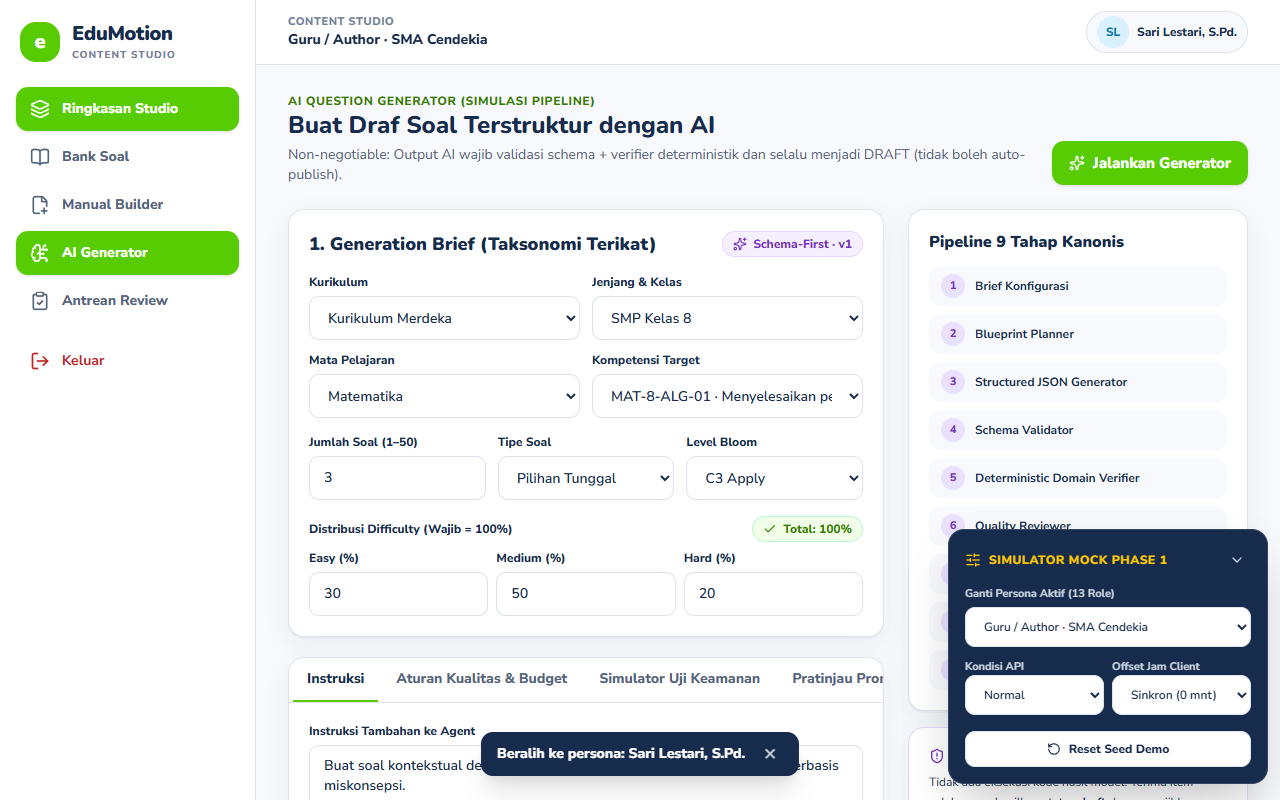 e
EduMotion
CONTENT STUDIO
Ringkasan Studio
Bank Soal
Manual Builder
AI Generator
Antrean Review
Keluar
CONTENT STUDIO
Guru / Author · SMA Cendekia
SL
Sari Lestari, S.Pd.
AI QUESTION GENERATOR (SIMULASI PIPELINE)
Buat Draf Soal Terstruktur dengan AI
Non-negotiable: Output AI wajib validasi schema + verifier deterministik dan selalu menjadi DRAFT (tidak boleh auto-
publish).
Jalankan Generator
1. Generation Brief (Taksonomi Terikat)
Schema-First · v1
Kurikulum
Jenjang & Kelas
Kurikulum Merdeka
SMP Kelas 8
Mata Pelajaran
Kompetensi Target
Matematika
MAT-8-ALG-01 · Menyelesaikan pe
Jumlah Soal (1–50)
Tipe Soal
Level Bloom
3
Pilihan Tunggal
C3 Apply
Distribusi Difficulty (Wajib = 100%)
Total: 100%
Easy (%)
Medium (%)
Hard (%)
30
50
20
Instruksi
Aturan Kualitas & Budget
Simulator Uji Keamanan
Pratinjau Pror
Instruksi Tambahan ke Agent
Buat soal kontekstual de
erbasis
miskonsepsi.
Beralih ke persona: Sari Lestari, S.Pd.
Pipeline 9 Tahap Kanonis
1 Brief Konfigurasi
2 Blueprint Planner
3 Structured JSON Generator
4 Schema Validator
5 Deterministic Domain Verifier
6 Quality Reviewer
SIMULATOR MOCK PHASE 1
Ganti Persona Aktif (13 Role)
Guru / Author · SMA Cendekia
Kondisi API
Offset Jam Client
Normal
Sinkron (0 mnt)
Reset Seed Demo